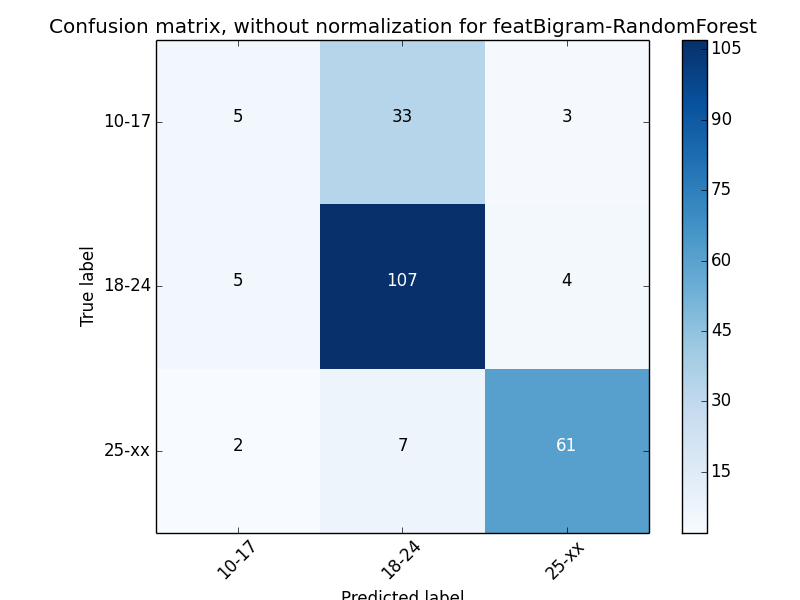 Confusion matrix, without normalization for featBigram-RandomForest
10-17 5 33 3
18-24 5 107 4
25-xx 2 7 61
10-17 18-24 25-xx
True label
Predicted label
105
90
75
60
45
30
15